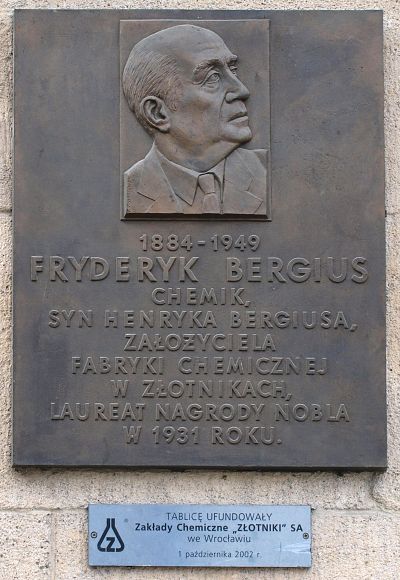 1884-1949
FRYDERYK BERGIUS
CHEMIK,
SYN HENRYKA BERGIUSA,
ZAŁOŻYCIELA
FABRYKI CHEMICZNEJ
W ZŁOTNIKACH,
LAUREAT NAGRODY NOBLA
W 1931 ROKU.
TABLICĘ UFUNDOWAŁY
Zakłady Chemiczne „ZŁOTNIKI” SA
we Wrocławiu
1 października 2002 r.